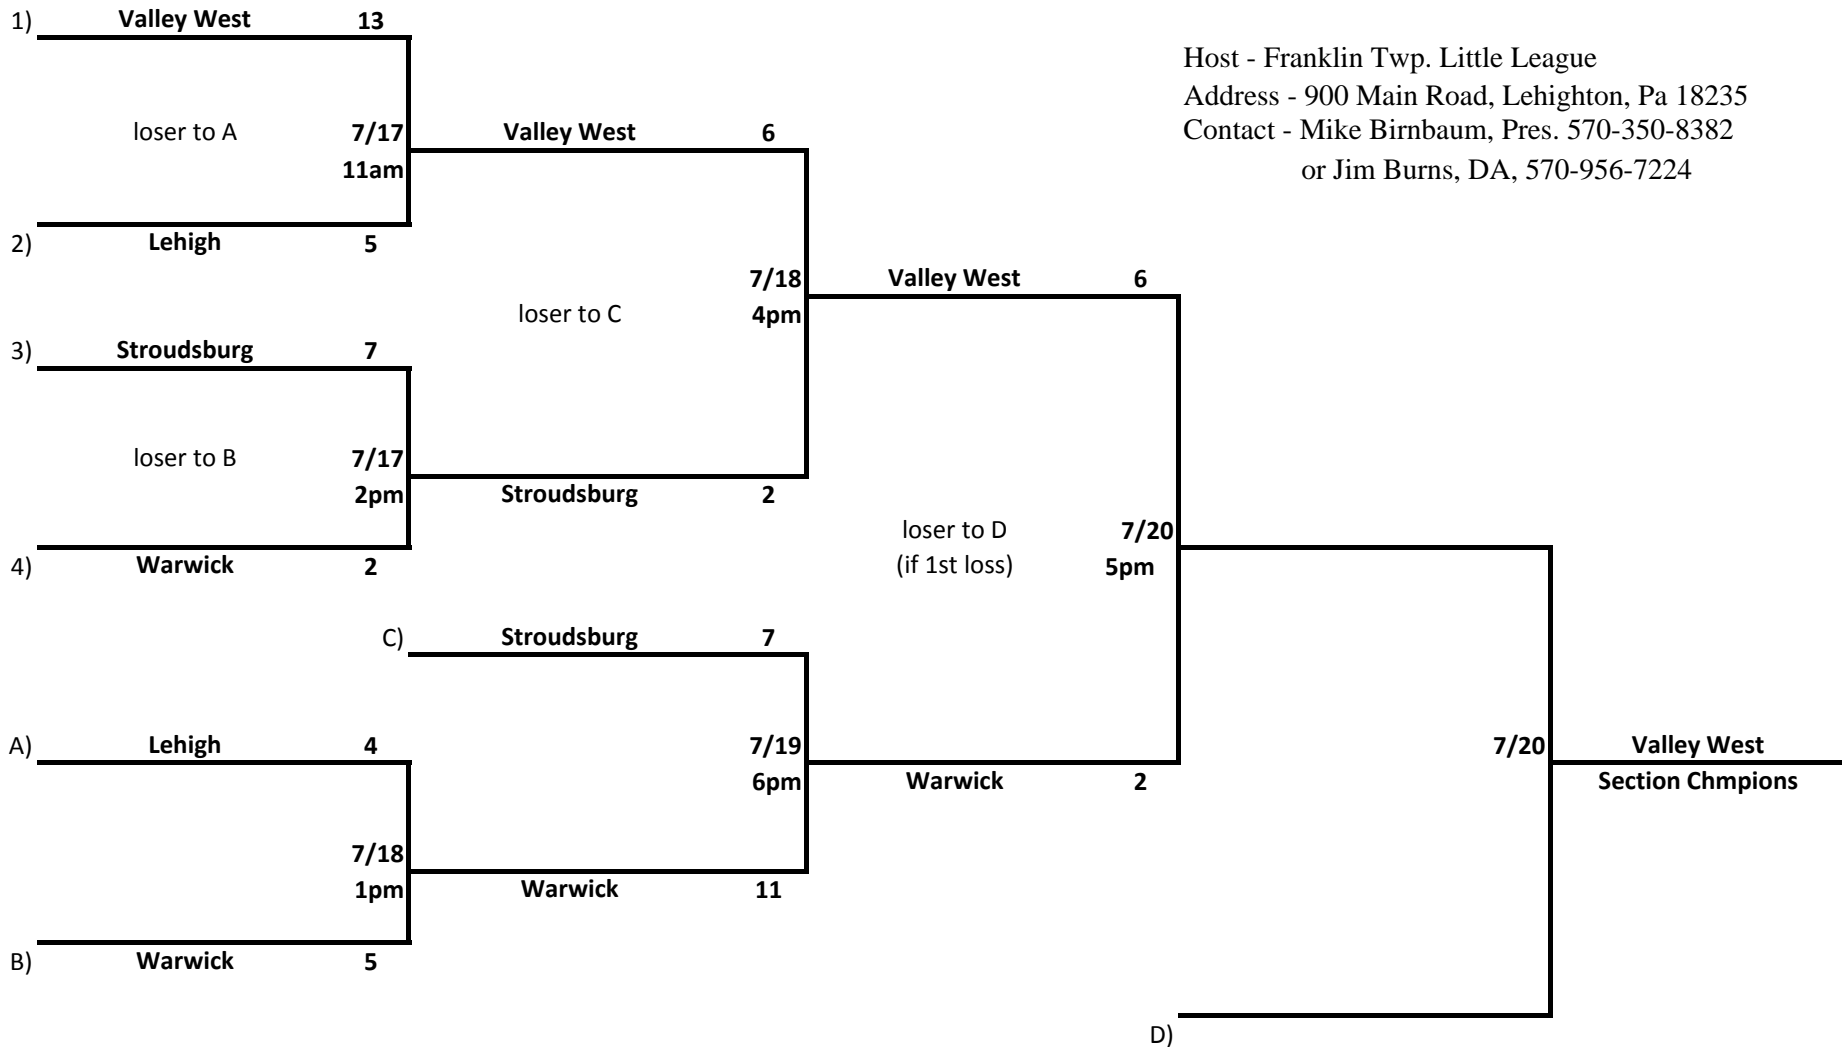 1) Valley West 13
Host - Franklin Twp. Little League
Address - 900 Main Road, Lehighton, Pa 18235
Contact - Mike Birnbaum, Pres. 570-350-8382
or Jim Burns, DA, 570-956-7224
loser to A 7/17 Valley West 6
11am
2) Lehigh 5
7/18 Valley West 6
loser to C 4pm
3) Stroudsburg 7
loser to B 7/17
2pm Stroudsburg 2
loser to D 7/20
(if 1st loss) 5pm
4) Warwick 2
C) Stroudsburg 7
A) Lehigh 4 7/19 7/20 Valley West
6pm Warwick 2 Section Chmpions
7/18
1pm Warwick 11
B) Warwick 5
D)